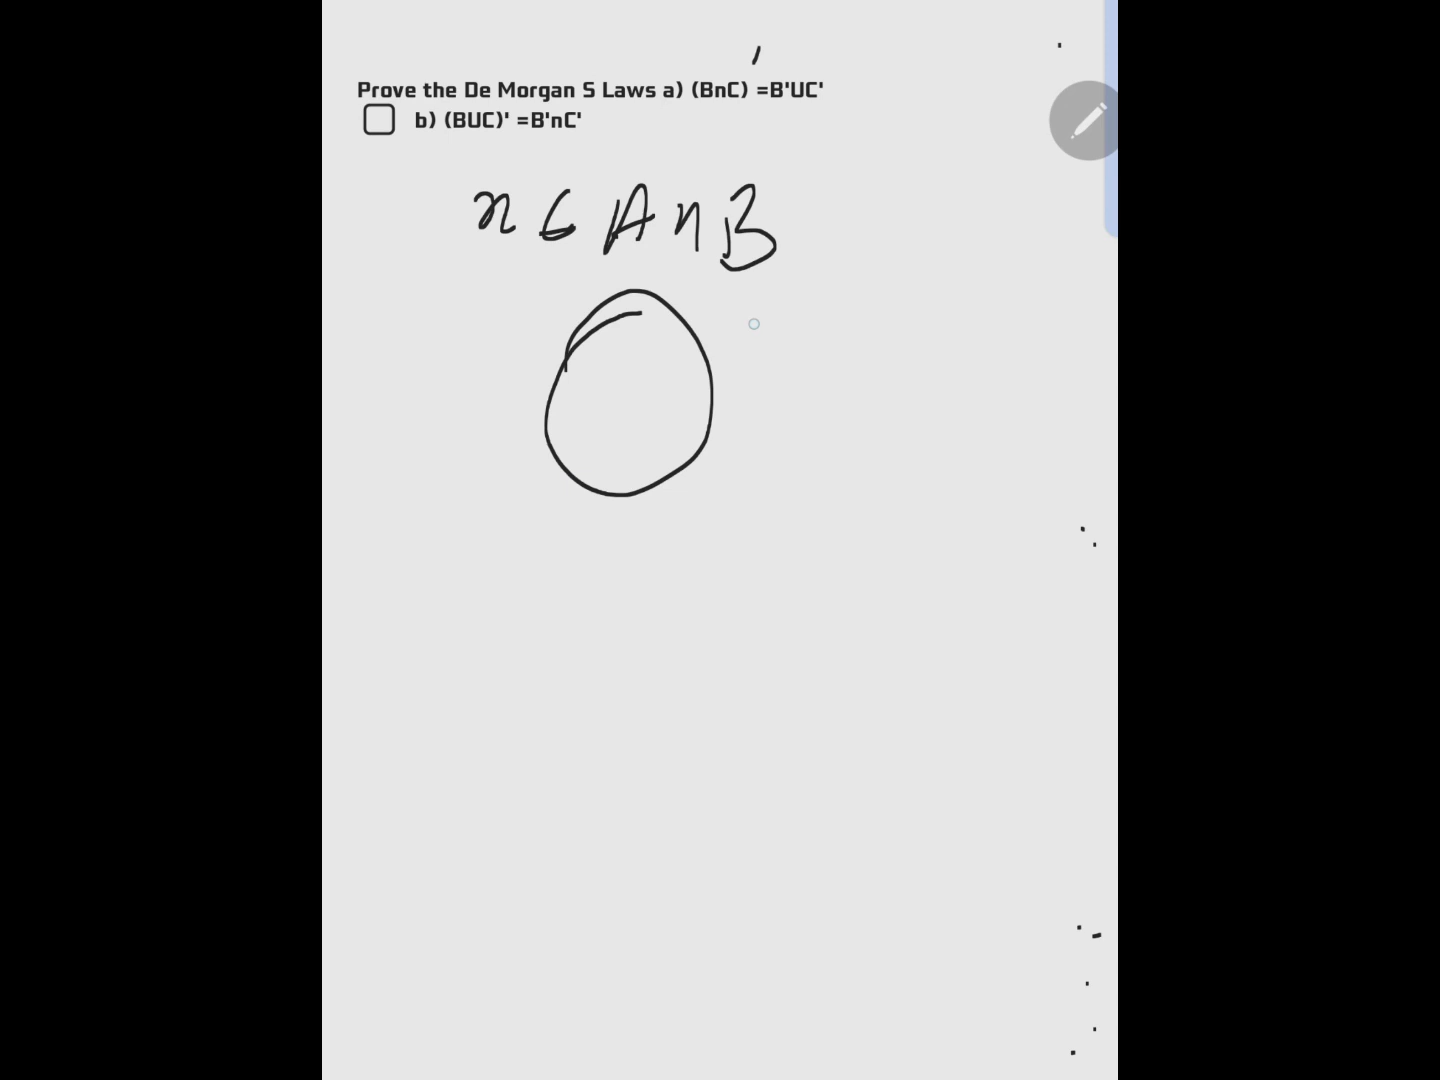 Prove the De Morgan S Laws a) (BnC)' =B'UC'
b) (BUC)' =B'nC'
x ∈ A n B